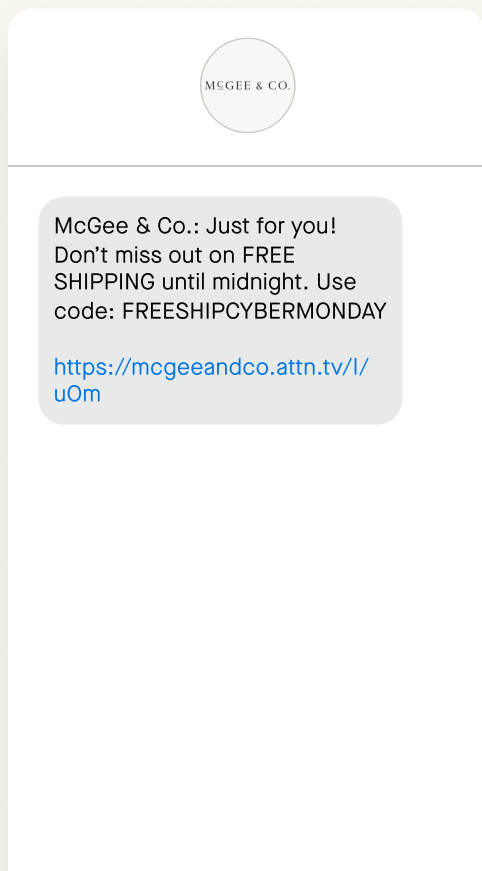 MCGEE & CO.
McGee & Co.: Just for you!
Don’t miss out on FREE
SHIPPING until midnight. Use
code: FREESHIPCYBERMONDAY
https://mcgeeandco.attn.tv/l/
uOm